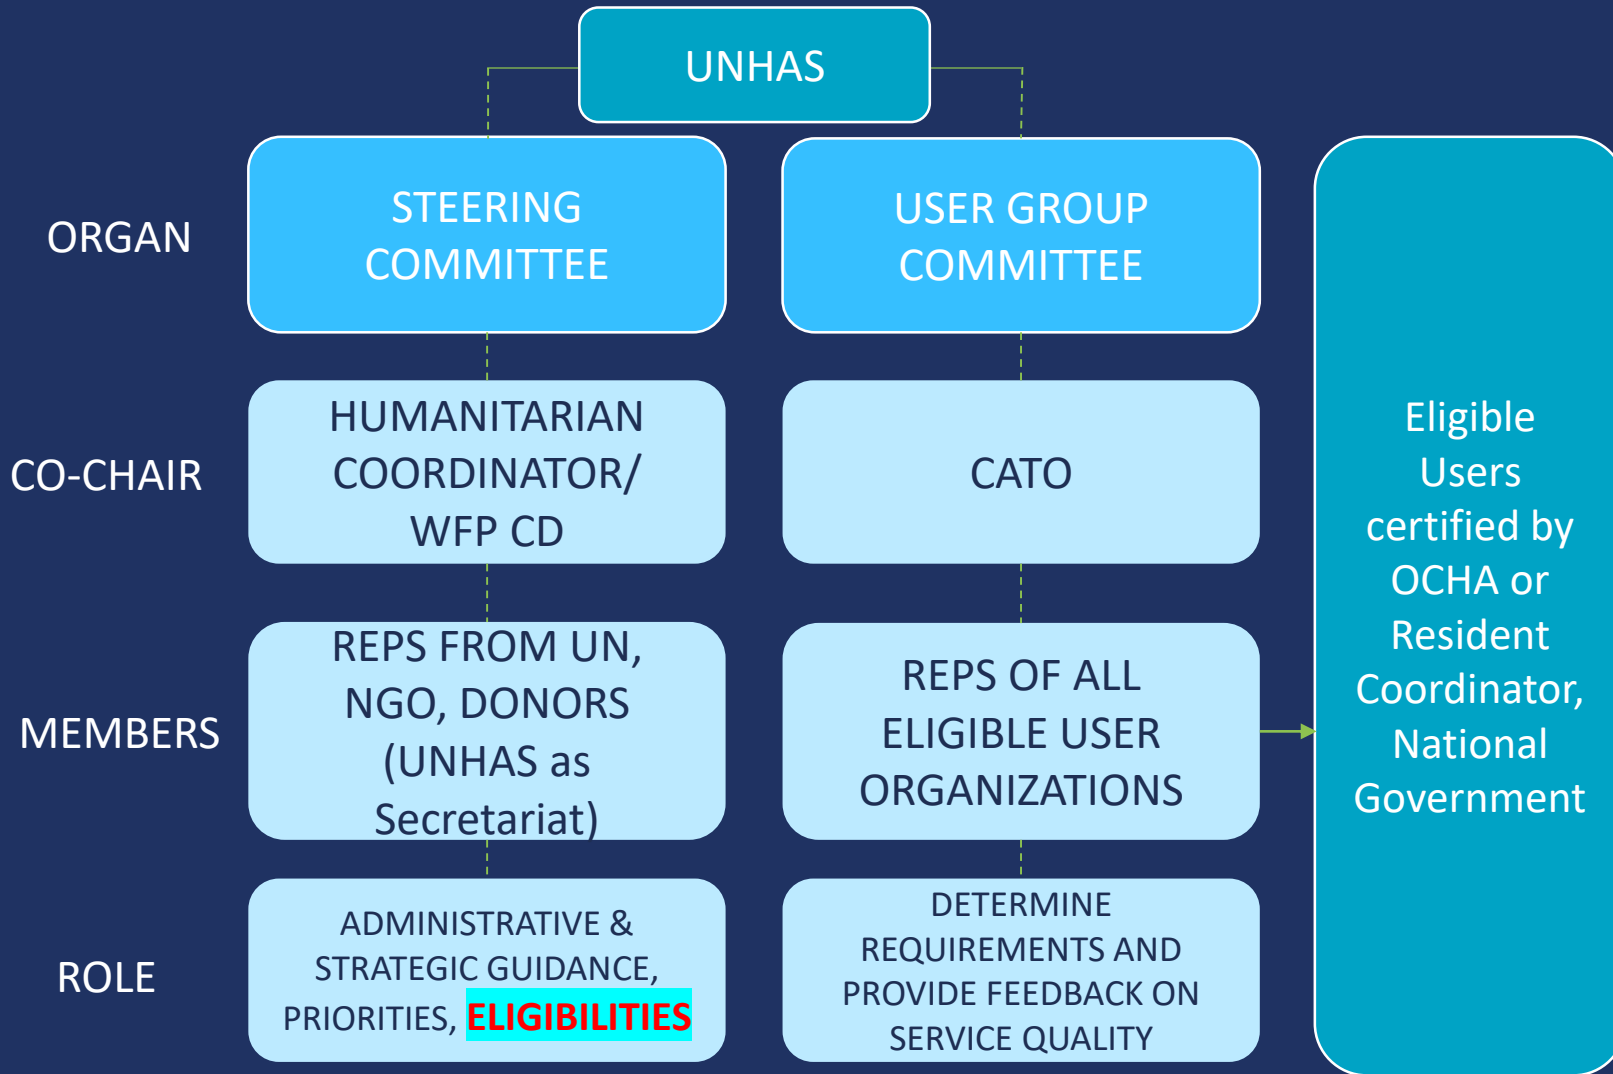 UNHAS
ORGAN
STEERING
COMMITTEE
USER GROUP
COMMITTEE
CO-CHAIR
HUMANITARIAN
COORDINATOR/
WFP CD
CATO
MEMBERS
REPS FROM UN,
NGO, DONORS
(UNHAS as
Secretariat)
REPS OF ALL
ELIGIBLE USER
ORGANIZATIONS
ROLE
ADMINISTRATIVE &
STRATEGIC GUIDANCE,
PRIORITIES, ELIGIBILITIES
DETERMINE
REQUIREMENTS AND
PROVIDE FEEDBACK ON
SERVICE QUALITY
Eligible
Users
certified by
OCHA or
Resident
Coordinator,
National
Government